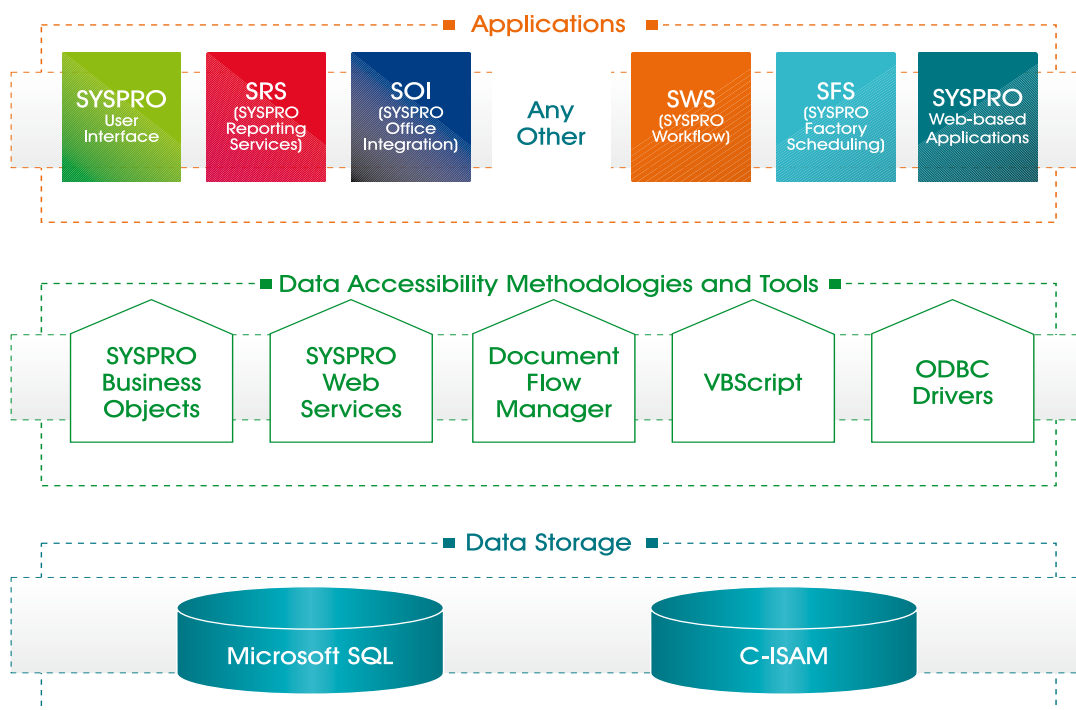 Applications
SYSPRO
User
Interface
SRS
(SYSPRO
Reporting
Services)
SOI
(SYSPRO
Office
Integration)
Any
Other
SWS
(SYSPRO
Workflow)
SFS
(SYSPRO
Factory
Scheduling)
SYSPRO
Web-based
Applications
Data Accessibility Methodologies and Tools
SYSPRO
Business
Objects
SYSPRO
Web
Services
Document
Flow
Manager
VBScript
ODBC
Drivers
Data Storage
Microsoft SQL
C-ISAM